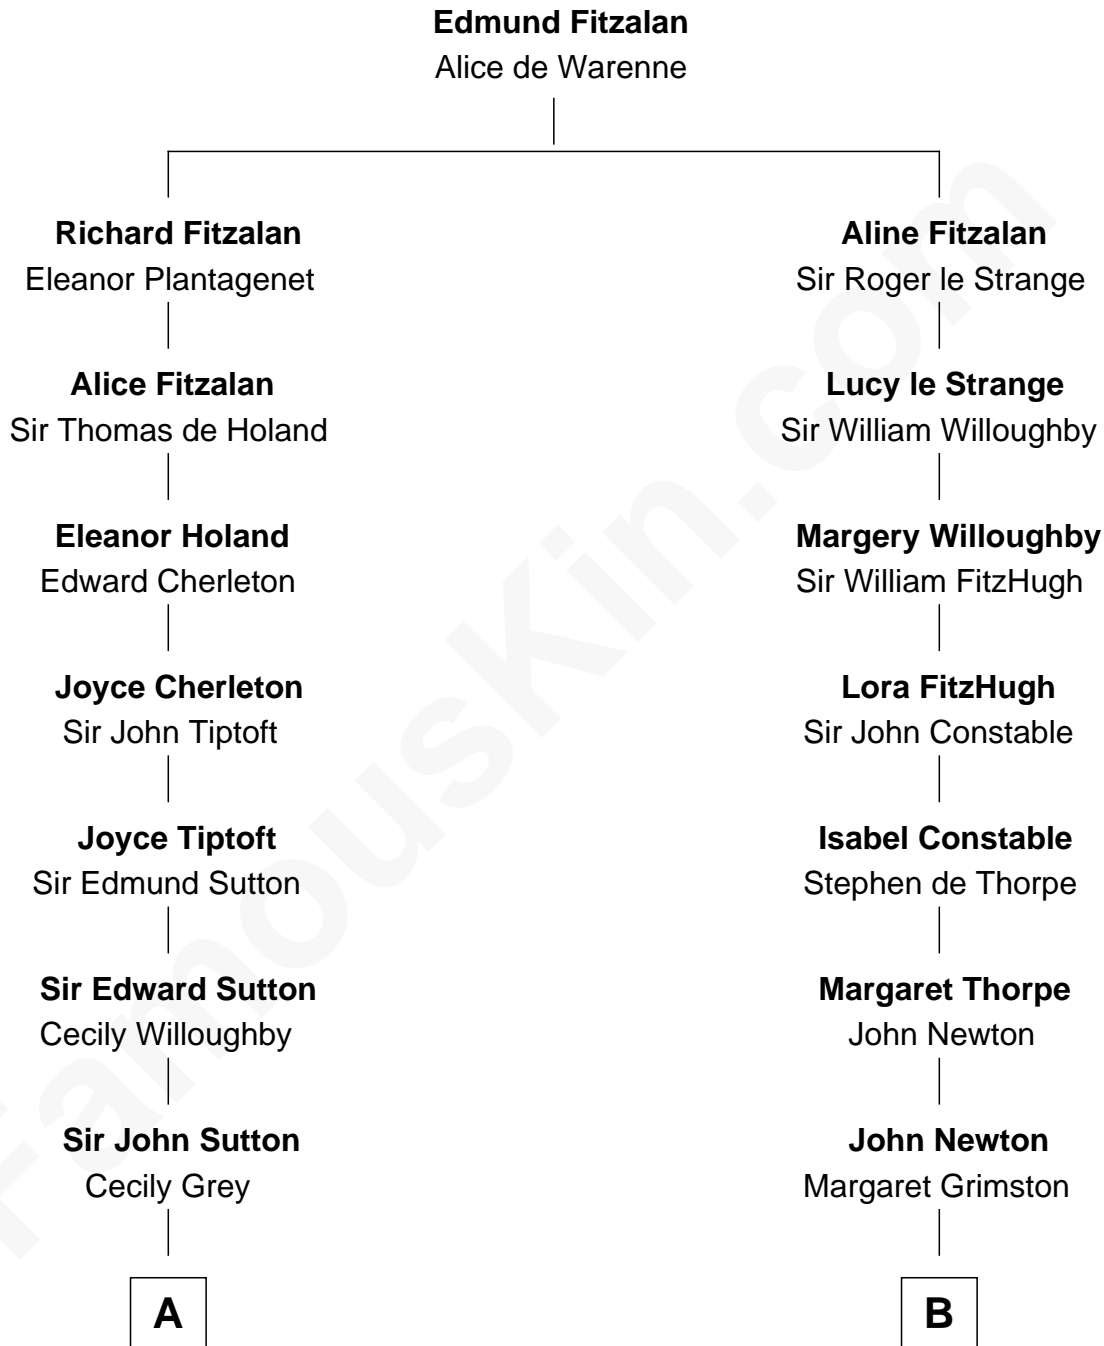 Edmund Fitzalan
Alice de Warenne
Richard Fitzalan
Eleanor Plantagenet
Aline Fitzalan
Sir Roger le Strange
Alice Fitzalan
Sir Thomas de Holand
Lucy le Strange
Sir William Willoughby
Eleanor Holand
Edward Cherleton
Margery Willoughby
Sir William FitzHugh
Joyce Cherleton
Sir John Tiptoft
Lora FitzHugh
Sir John Constable
Joyce Tiptoft
Sir Edmund Sutton
Isabel Constable
Stephen de Thorpe
Sir Edward Sutton
Cecily Willoughby
Margaret Thorpe
John Newton
Sir John Sutton
Cecily Grey
John Newton
Margaret Grimston
A
B
FamousKin.com